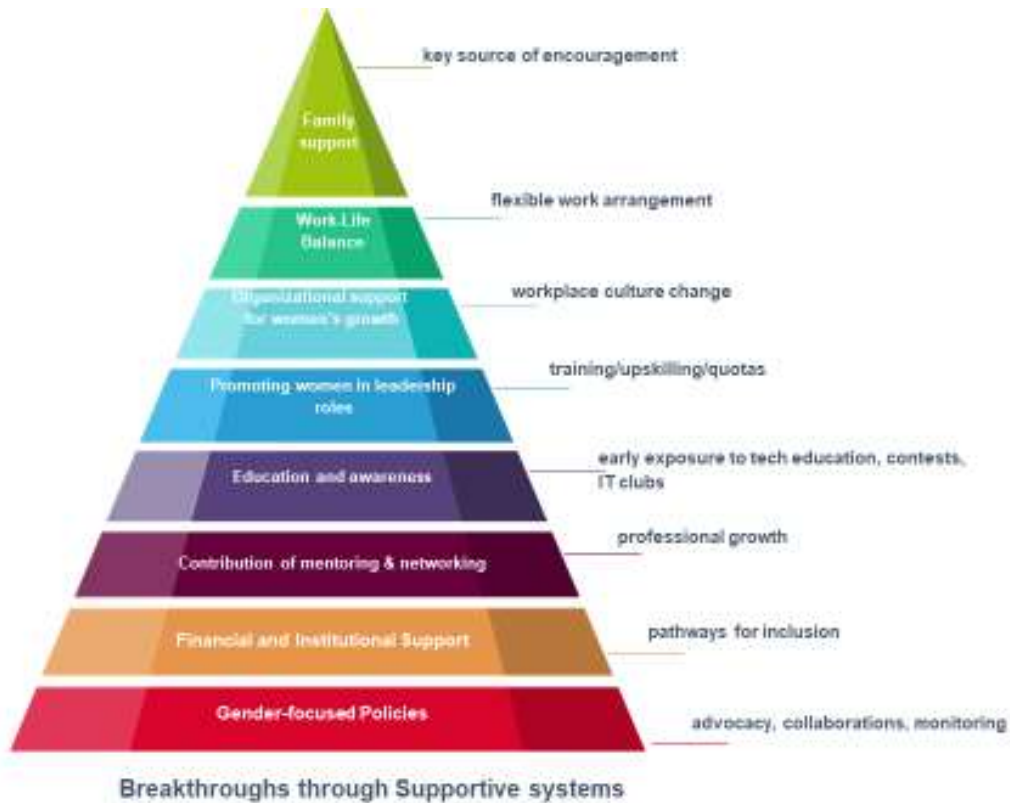 key source of encouragement
Family
support
flexible work arrangement
Work-Life
Balance
workplace culture change
Organizational support
for women's growth
training/upskilling/quotas
Promoting women in leadership
roles
early exposure to tech education, contests,
IT clubs
Education and awareness
professional growth
Contribution of mentoring & networking
pathways for inclusion
Financial and Institutional Support
Gender-focused Policies
advocacy, collaborations, monitoring
Breakthroughs through Supportive systems